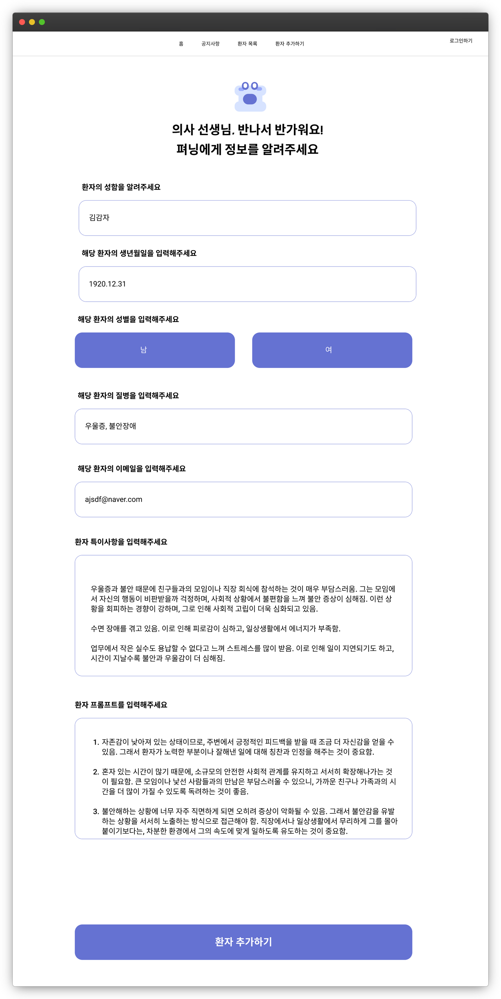 홈 공지사항 환자 목록 환자 추가하기 로그인하기
의사 선생님, 반나서 반가워요!
펴닝에게 정보를 알려주세요
환자의 성함을 알려주세요
김감자
해당 환자의 생년월일을 입력해주세요
1920.12.31
해당 환자의 성별을 입력해주세요
남 여
해당 환자의 질병을 입력해주세요
우울증, 불안장애
해당 환자의 이메일을 입력해주세요
ajsdf@naver.com
환자 특이사항을 입력해주세요
우울증과 불안 때문에 친구들과의 모임이나 직장 회식에 참석하는 것이 매우 부담스러움. 그는 모임에
서 자신의 행동이 비판받을까 걱정하며, 사회적 상황에서 불편함을 느껴 불안 증상이 심해짐. 이런 상
황을 회피하는 경향이 강하며, 그로 인해 사회적 고립이 더욱 심화되고 있음.
수면 장애를 겪고 있음. 이로 인해 피로감이 심하고, 일상생활에서 에너지가 부족함.
업무에서 작은 실수도 용납할 수 없다고 느껴 스트레스를 많이 받음. 이로 인해 일이 지연되기도 하고,
시간이 지날수록 불안과 우울감이 더 심해짐.
환자 프롬프트를 입력해주세요
1. 자존감이 낮아져 있는 상태이므로, 주변에서 긍정적인 피드백을 받을 때 조금 더 자신감을 얻을 수
있음. 그래서 환자가 노력한 부분이나 잘해낸 일에 대해 칭찬과 인정을 해주는 것이 중요함.
2. 혼자 있는 시간이 많기 때문에, 소규모의 안전한 사회적 관계를 유지하고 서서히 확장해나가는 것
이 필요함. 큰 모임이나 낯선 사람들과의 만남은 부담스러울 수 있으니, 가까운 친구나 가족과의 시
간을 더 많이 가질 수 있도록 독려하는 것이 좋음.
3. 불안해하는 상황에 너무 자주 직면하게 되면 오히려 증상이 악화될 수 있음. 그래서 불안감을 유발
하는 상황을 서서히 노출하는 방식으로 접근해야 함. 직장에서나 일상생활에서 무리하게 그를 몰아
붙이기보다는, 차분한 환경에서 그의 속도에 맞게 일하도록 유도하는 것이 중요함.
환자 추가하기